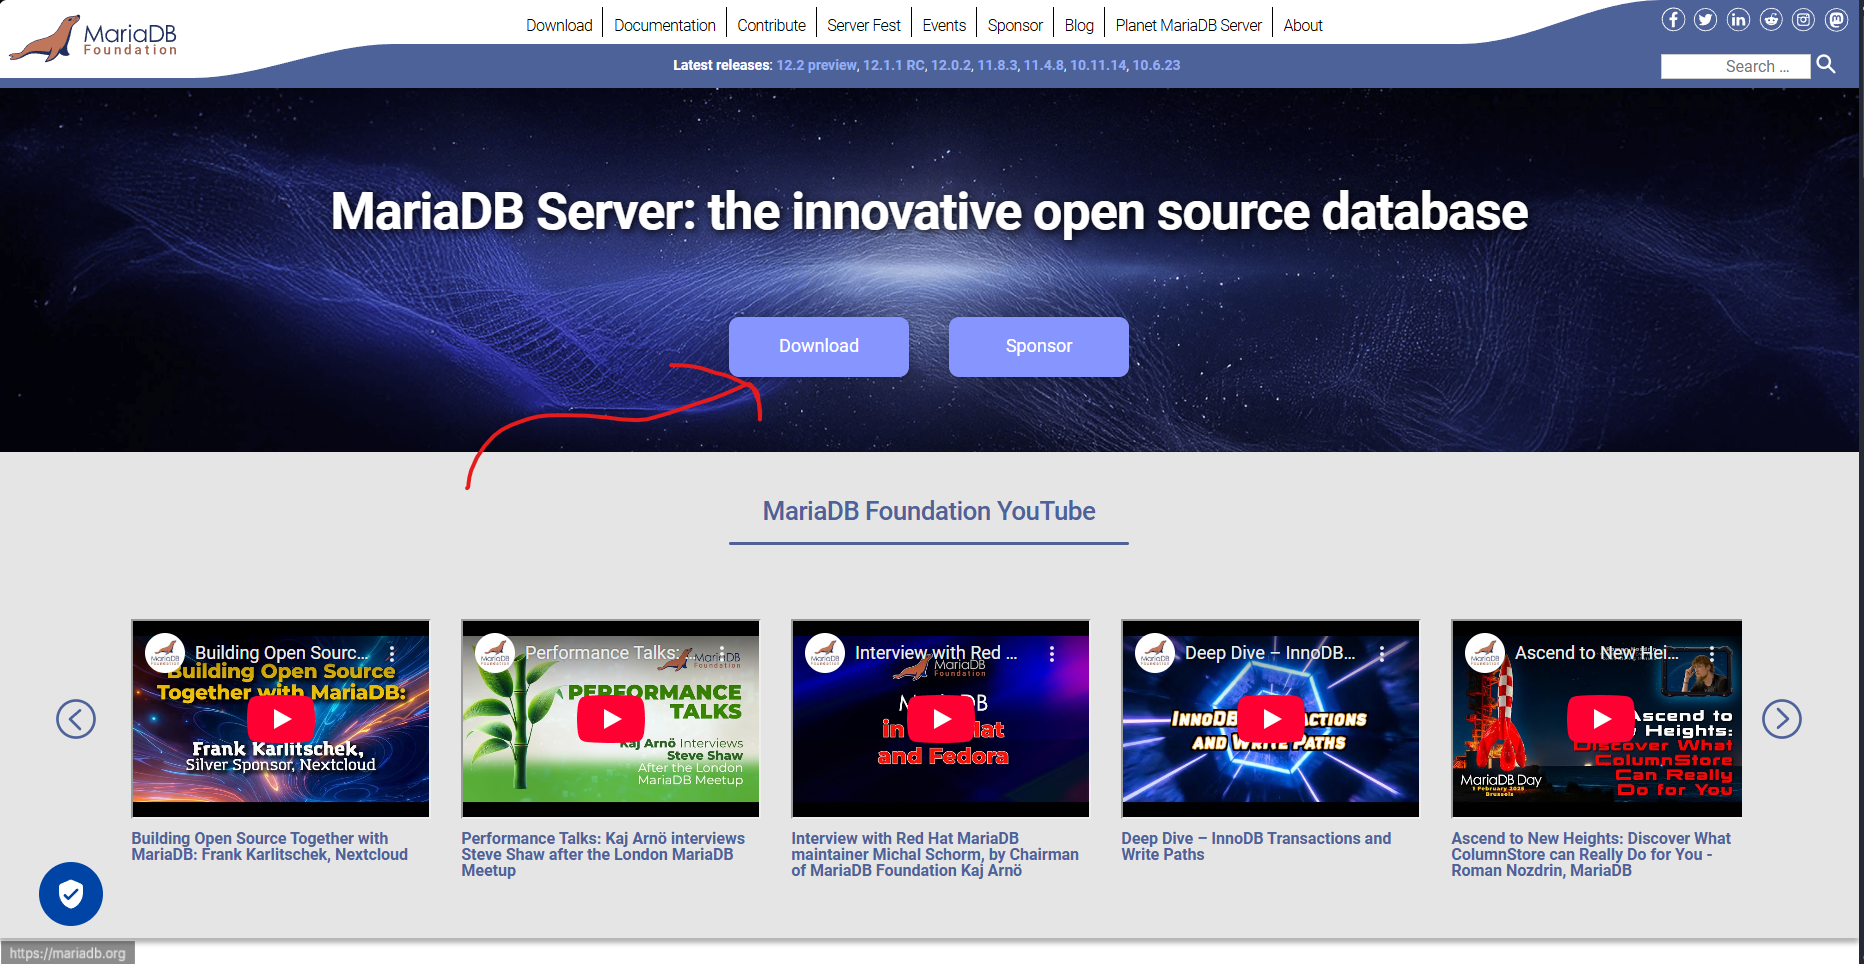 MariaDB
Foundation
Download
Documentation
Contribute
Server Fest
Events
Sponsor
Blog
Planet MariaDB Server
About
Latest releases: 12.2 preview, 12.1.1 RC, 12.0.2, 11.8.3, 11.4.8, 10.11.14, 10.6.23
Search ...
MariaDB Server: the innovative open source database
Download
Sponsor
MariaDB Foundation YouTube
Building Open Sourc...
Building Open Source
Together with MariaDB:
Frank Karlitschek,
Silver Sponsor, Nextcloud
Performance Talks: ...
MariaDB
Foundation
PERFORMANCE
TALKS
Kaj Arnö Interviews
Steve Shaw
After the London
MariaDB Meetup
Interview with Red ...
MariaDB
Foundation
in Hat
and Fedora
Deep Dive – InnoDB...
AND WRITE PATHS
Ascend to New Hei...
Ascend to
Heights:
Discover What
ColumnStore
Can Really
Do for You
MariaDB Day
1 February 2025
Brussels
Building Open Source Together with
MariaDB: Frank Karlitschek, Nextcloud
Performance Talks: Kaj Arnö interviews
Steve Shaw after the London MariaDB
Meetup
Interview with Red Hat MariaDB
maintainer Michal Schorm, by Chairman
of MariaDB Foundation Kaj Arnö
Deep Dive – InnoDB Transactions and
Write Paths
Ascend to New Heights: Discover What
ColumnStore can Really Do for You -
Roman Nozdrin, MariaDB
https://mariadb.org